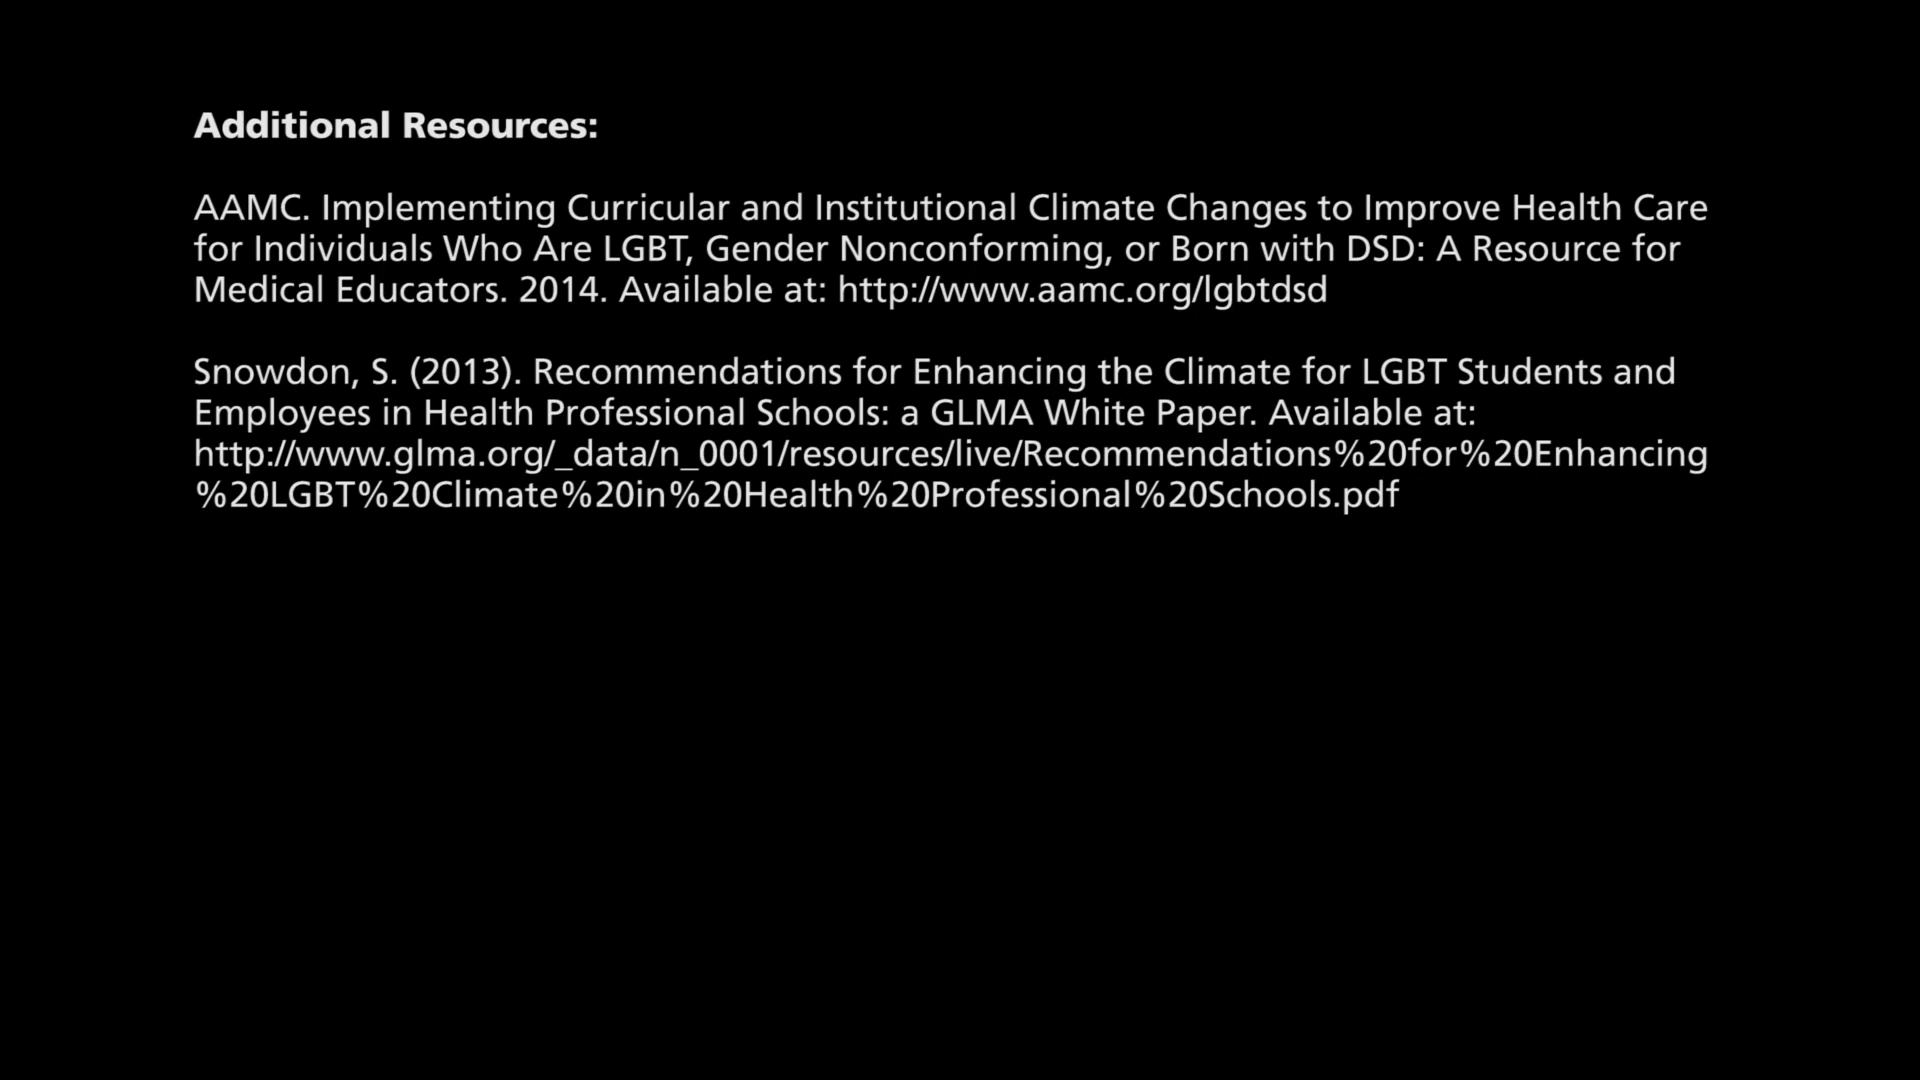 Additional Resources:
AAMC. Implementing Curricular and Institutional Climate Changes to Improve Health Care
for Individuals Who Are LGBT, Gender Nonconforming, or Born with DSD: A Resource for
Medical Educators. 2014. Available at: http://www.aamc.org/lgbtdsd
Snowdon, S. (2013). Recommendations for Enhancing the Climate for LGBT Students and
Employees in Health Professional Schools: a GLMA White Paper. Available at:
http://www.glma.org/_data/n_0001/resources/live/Recommendations%20for%20Enhancing
%20LGBT%20Climate%20in%20Health%20Professional%20Schools.pdf